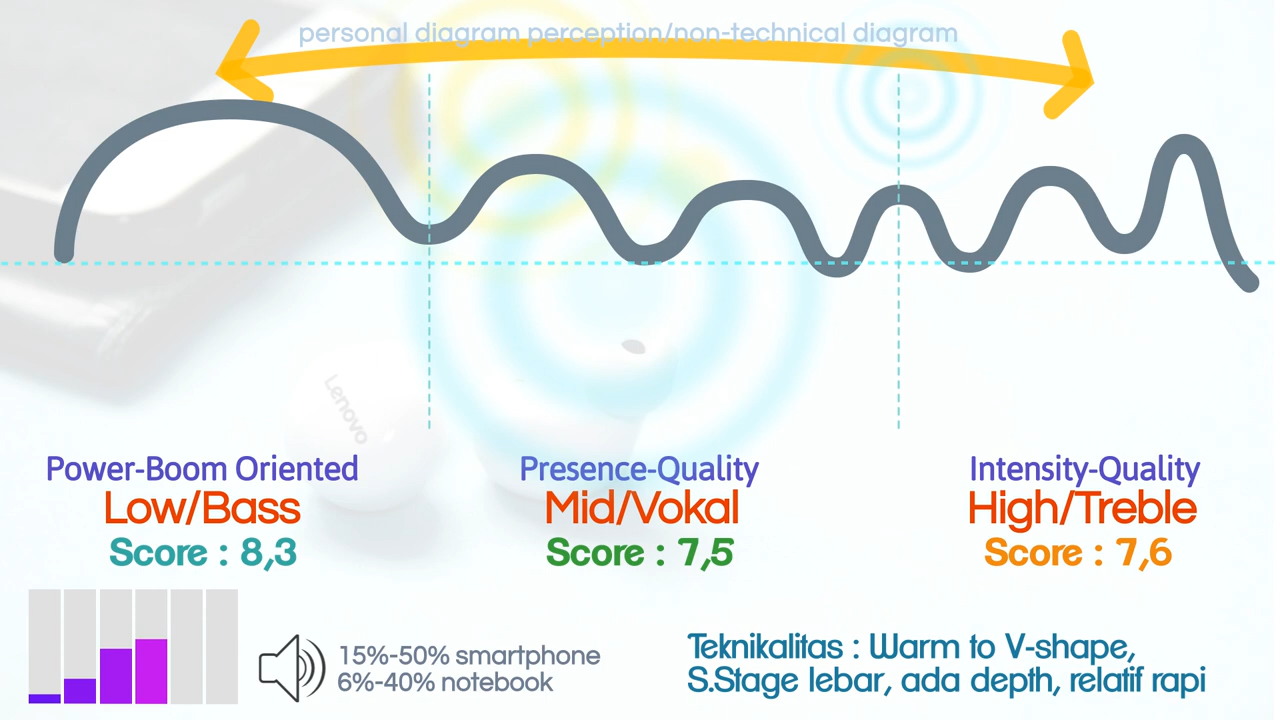 personal diagram perception/non-technical diagram
Lenovo
Power-Boom Oriented
Low/Bass
Score : 8,3
Presence-Quality
Mid/Vokal
Score : 7,5
Intensity-Quality
High/Treble
Score : 7,6
15%-50% smartphone
6%-40% notebook
Teknikalitas : Warm to V-shape,
S.Stage lebar, ada depth, relatif rapi